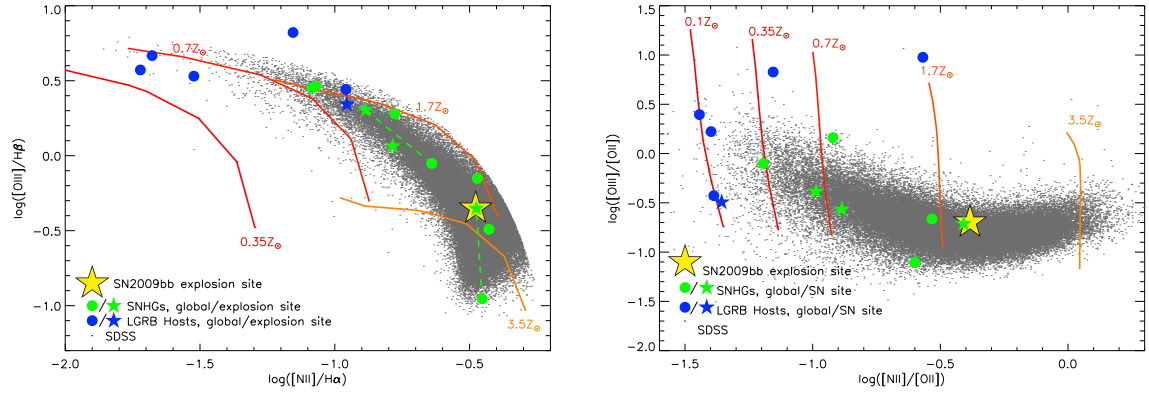 1.0
0.5
0.0
−0.5
−1.0
log([OIII]/Hβ)
0.7Z⊙
1.7Z⊙
0.35Z⊙
3.5Z⊙
SN2009bb explosion site
/ SNHGs, global/explosion site
/ LGRB Hosts, global/explosion site
SDSS
−2.0 −1.5 −1.0 −0.5
log([NII]/Hα)
1.5
1.0
0.5
0.0
−0.5
−1.0
−1.5
−2.0
log([OIII]/[OII])
0.1Z⊙
0.35Z⊙
0.7Z⊙
1.7Z⊙
3.5Z⊙
SN2009bb explosion site
/ SNHGs, global/SN site
/ LGRB Hosts, global/SN site
SDSS
−1.5 −1.0 −0.5 0.0
log([NII]/[OII])